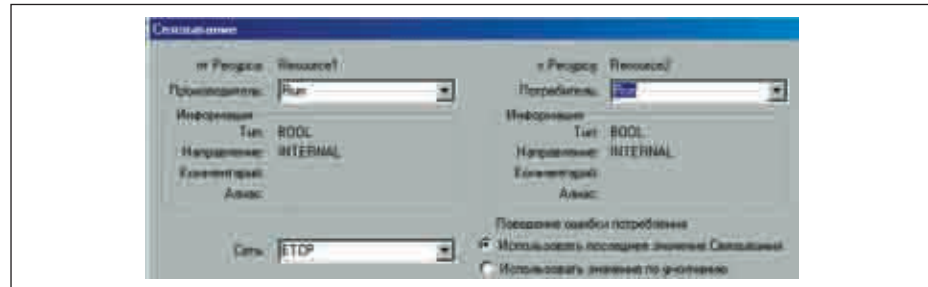 Связывание
от Ресурса: Resource1
к Ресурсу: Resource2
Производитель: Run
Потребитель: Run
Информация
Тип: BOOL
Направление: INTERNAL
Комментарий:
Алиас:
Информация
Тип: BOOL
Направление: INTERNAL
Комментарий:
Алиас:
Сеть: ETCP
Поведение ошибки потребления
Использовать последнее значение Связывания
Использовать значение по умолчанию